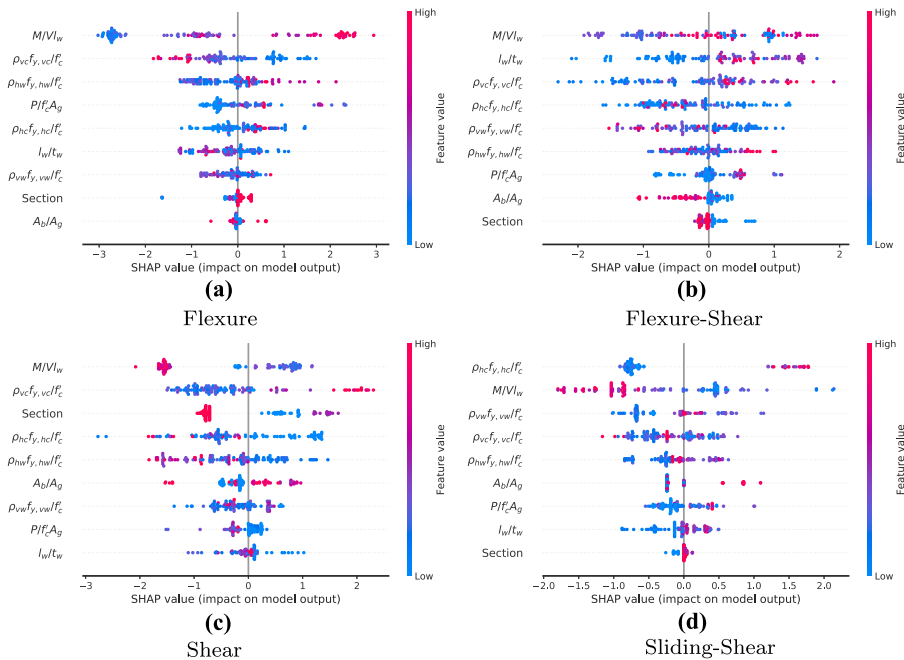 High
M/Vl_w
ρ_vc f_y,vc/f'_c
ρ_hw f_y,hw/f'_c
P/f'_c A_g
ρ_hc f_y,hc/f'_c
l_w/t_w
ρ_vw f_y,vw/f'_c
Section
A_b/A_g
Feature value
Low
−3 −2 −1 0 1 2 3
SHAP value (impact on model output)
(a)
Flexure
High
M/Vl_w
l_w/t_w
ρ_vc f_y,vc/f'_c
ρ_hc f_y,hc/f'_c
ρ_vw f_y,vw/f'_c
ρ_hw f_y,hw/f'_c
P/f'_c A_g
A_b/A_g
Section
Feature value
Low
−2 −1 0 1 2
SHAP value (impact on model output)
(b)
Flexure-Shear
High
M/Vl_w
ρ_vc f_y,vc/f'_c
Section
ρ_hc f_y,hc/f'_c
ρ_hw f_y,hw/f'_c
A_b/A_g
ρ_vw f_y,vw/f'_c
P/f'_c A_g
l_w/t_w
Feature value
Low
−3 −2 −1 0 1 2
SHAP value (impact on model output)
(c)
Shear
High
ρ_hc f_y,hc/f'_c
M/Vl_w
ρ_vw f_y,vw/f'_c
ρ_vc f_y,vc/f'_c
ρ_hw f_y,hw/f'_c
A_b/A_g
P/f'_c A_g
l_w/t_w
Section
Feature value
Low
−1.5 −1.0 −0.5 0.0 0.5 1.0 1.5 2.0
SHAP value (impact on model output)
(d)
Sliding-Shear